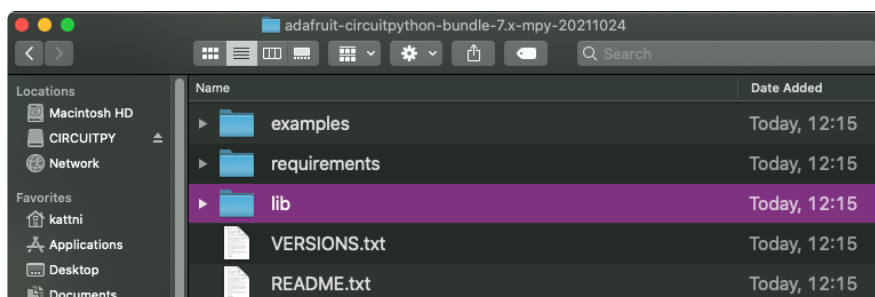 adafruit-circuitpython-bundle-7.x-mpy-20211024
Search
Locations
Macintosh HD
CIRCUITPY
Network
Favorites
kattni
Applications
Desktop
Documents
Name Date Added
examples Today, 12:15
requirements Today, 12:15
lib Today, 12:15
VERSIONS.txt Today, 12:15
README.txt Today, 12:15